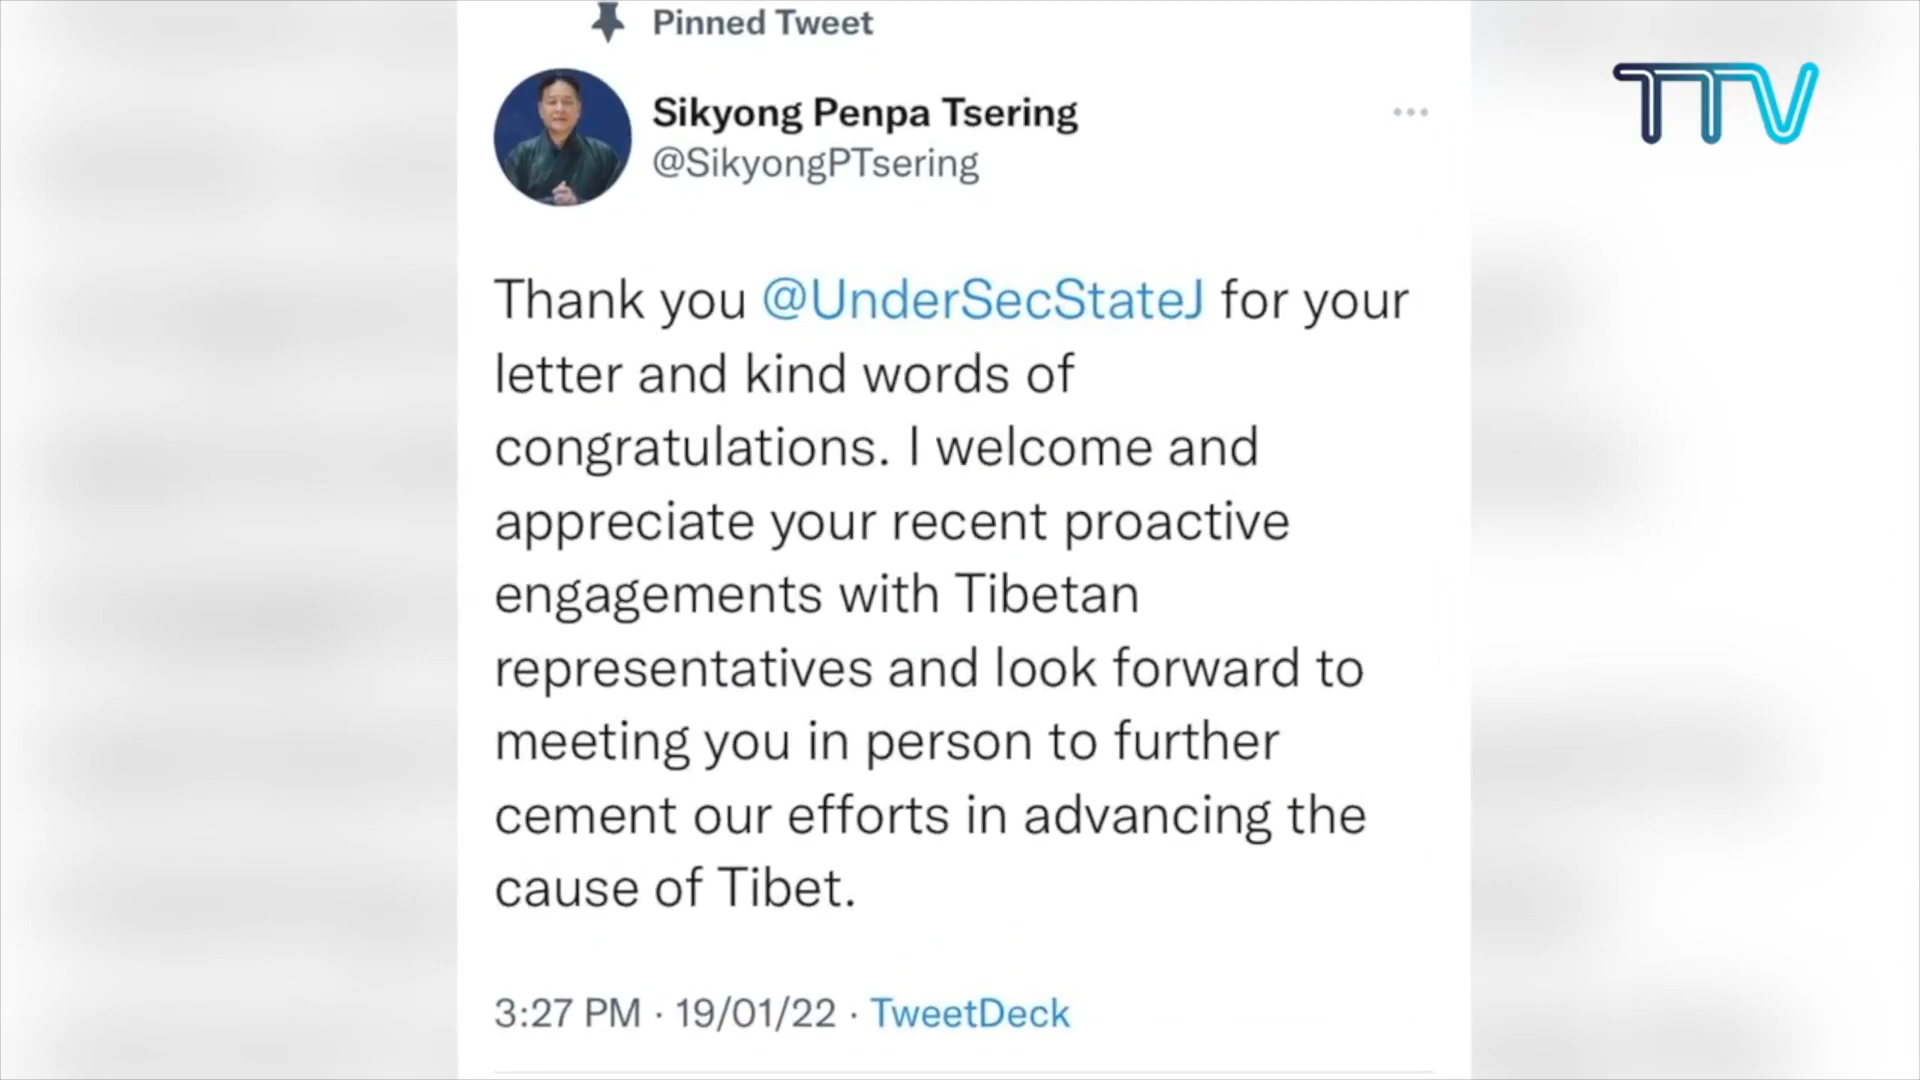 Pinned Tweet
TTV
Sikyong Penpa Tsering
@SikyongPTsering
Thank you @UnderSecStateJ for your
letter and kind words of
congratulations. I welcome and
appreciate your recent proactive
engagements with Tibetan
representatives and look forward to
meeting you in person to further
cement our efforts in advancing the
cause of Tibet.
3:27 PM · 19/01/22 · TweetDeck